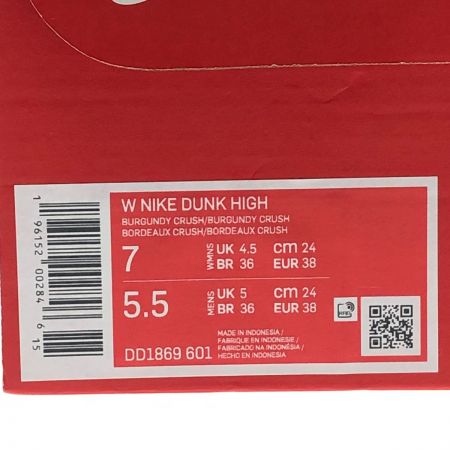 W NIKE DUNK HIGH
BURGUNDY CRUSH/BURGUNDY CRUSH
BORDEAUX CRUSH/BORDEAUX CRUSH
7 WMNS UK 4.5 CM 24
BR 36 EUR 38
5.5 MENS UK 5 CM 24
BR 36 EUR 38
MADE IN INDONESIA /
FABRIQUE EN INDONESIE /
FABRICADO NA INDONÉSIA /
HECHO EN INDONESIA
DD1869 601
1 96152 00284 6 15
RFID